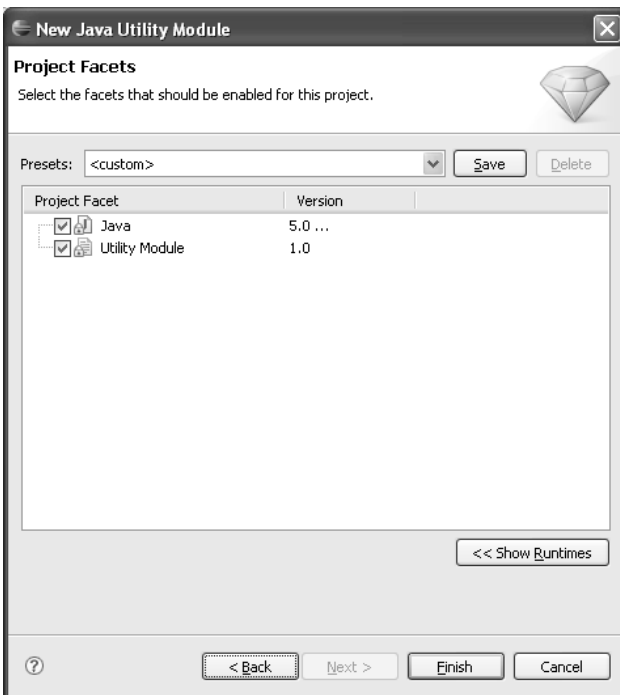 New Java Utility Module
Project Facets
Select the facets that should be enabled for this project.
Presets: <custom> Save Delete
Project Facet Version
Java 5.0 ...
Utility Module 1.0
<< Show Runtimes
? < Back Next > Finish Cancel